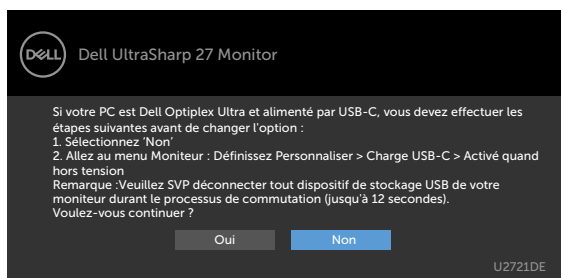 DELL
Dell UltraSharp 27 Monitor
Si votre PC est Dell Optiplex Ultra et alimenté par USB-C, vous devez effectuer les
étapes suivantes avant de changer l'option :
1. Sélectionnez ‘Non’
2. Allez au menu Moniteur : Définissez Personnaliser > Charge USB-C > Activé quand
hors tension
Remarque :Veuillez SVP déconnecter tout dispositif de stockage USB de votre
moniteur durant le processus de commutation (jusqu'à 12 secondes).
Voulez-vous continuer ?
Oui
Non
U2721DE